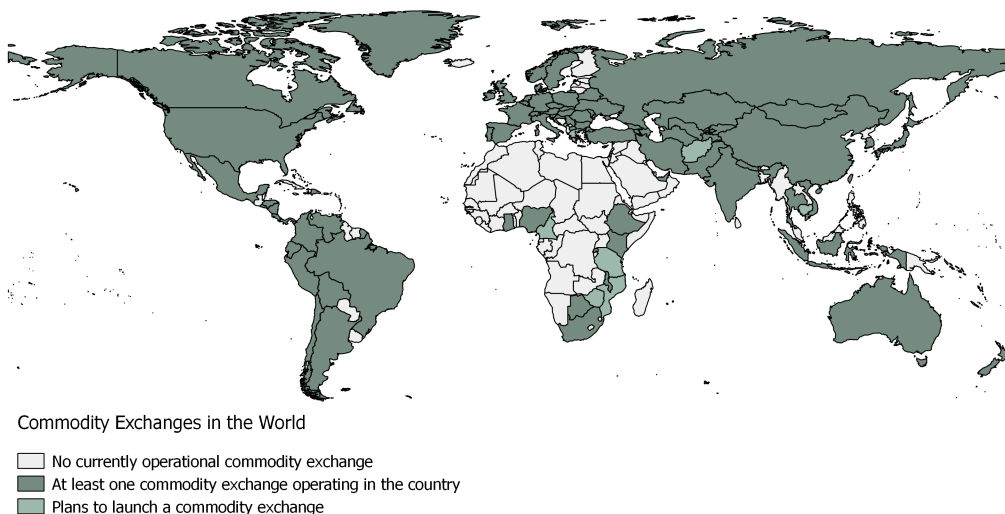 Commodity Exchanges in the World
No currently operational commodity exchange
At least one commodity exchange operating in the country
Plans to launch a commodity exchange